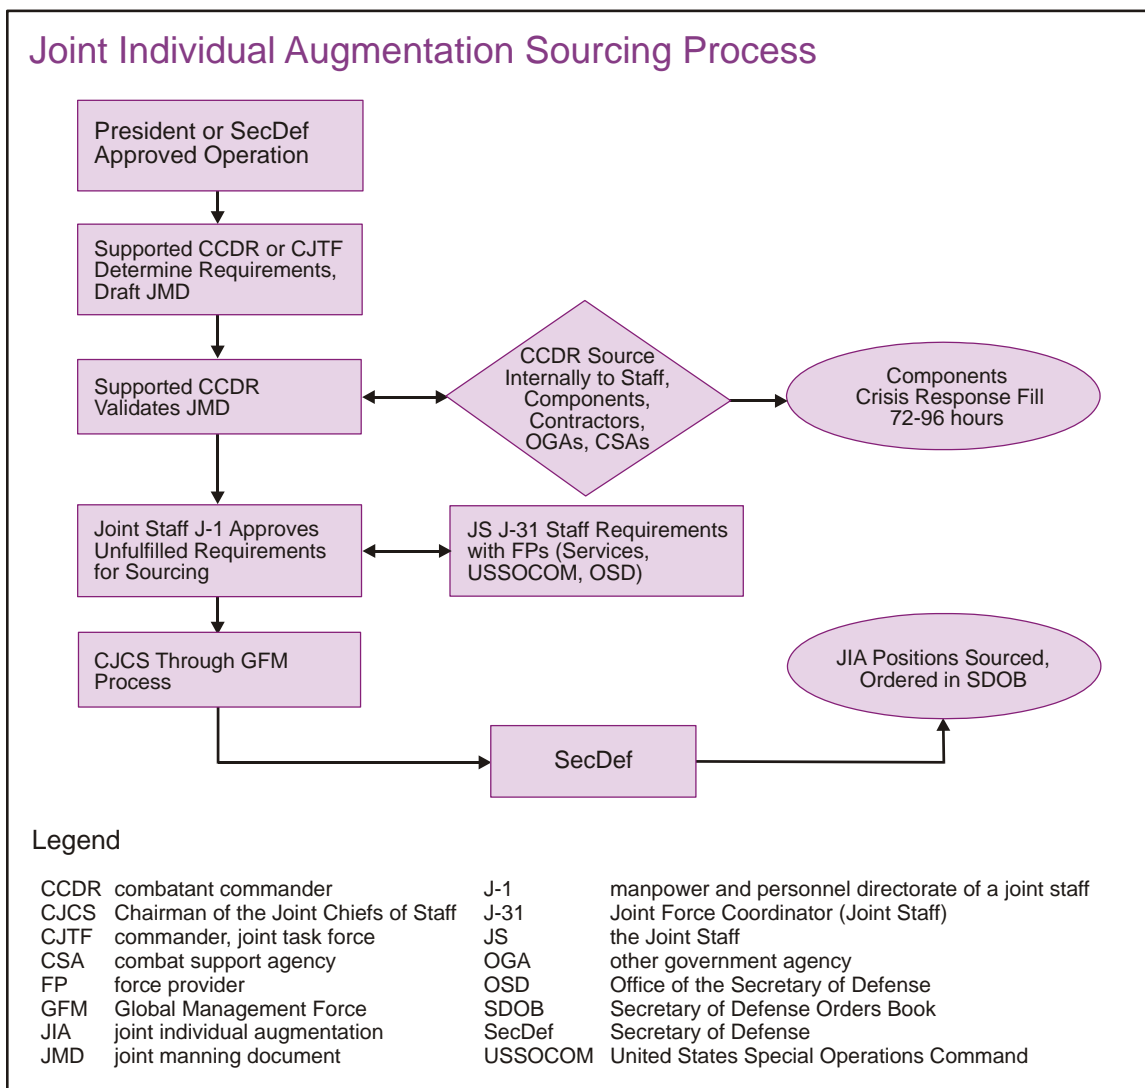 Joint Individual Augmentation Sourcing Process
President or SecDef
Approved Operation
Supported CCDR or CJTF
Determine Requirements,
Draft JMD
Supported CCDR
Validates JMD
CCDR Source
Internally to Staff,
Components,
Contractors,
OGAs, CSAs
Components
Crisis Response Fill
72-96 hours
Joint Staff J-1 Approves
Unfulfilled Requirements
for Sourcing
JS J-31 Staff Requirements
with FPs (Services,
USSOCOM, OSD)
CJCS Through GFM
Process
JIA Positions Sourced,
Ordered in SDOB
SecDef
Legend
CCDR combatant commander
CJCS Chairman of the Joint Chiefs of Staff
CJTF commander, joint task force
CSA combat support agency
FP force provider
GFM Global Management Force
JIA joint individual augmentation
JMD joint manning document
J-1 manpower and personnel directorate of a joint staff
J-31 Joint Force Coordinator (Joint Staff)
JS the Joint Staff
OGA other government agency
OSD Office of the Secretary of Defense
SDOB Secretary of Defense Orders Book
SecDef Secretary of Defense
USSOCOM United States Special Operations Command